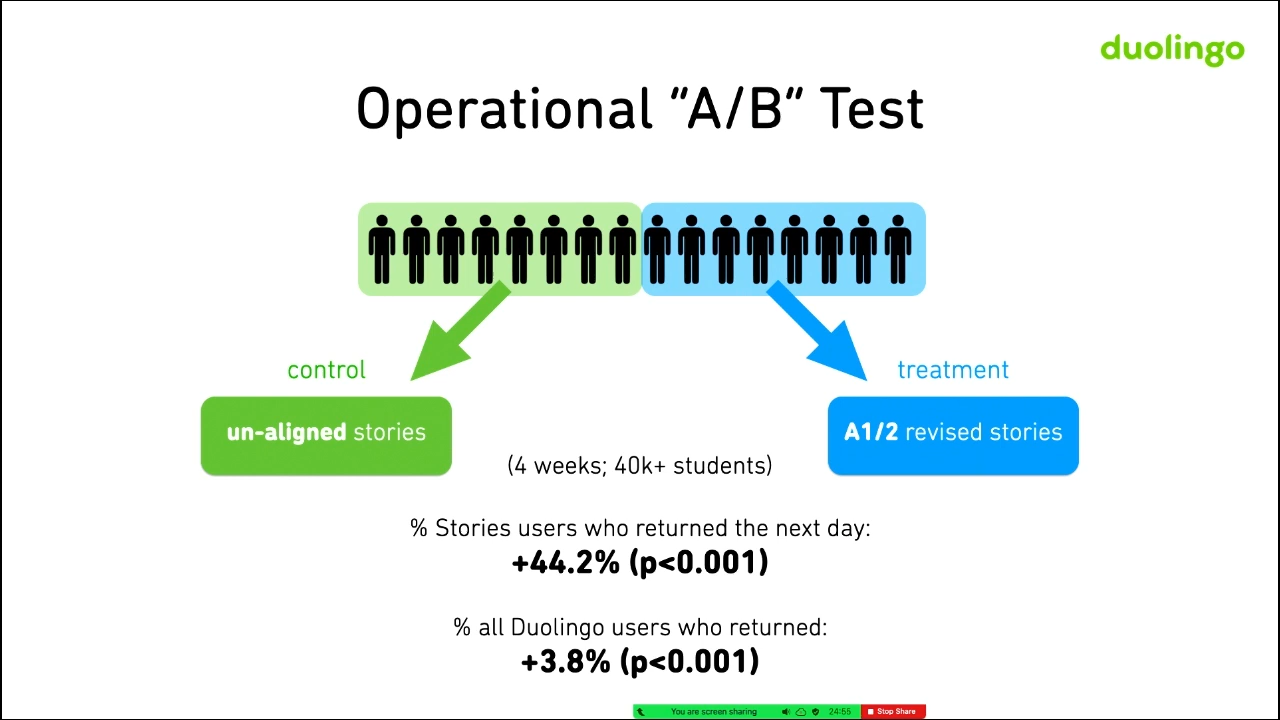 duolingo
Operational "A/B" Test
control
treatment
un-aligned stories
A1/2 revised stories
(4 weeks; 40k+ students)
% Stories users who returned the next day:
+44.2% (p<0.001)
% all Duolingo users who returned:
+3.8% (p<0.001)
You are screen sharing 24:55 Stop Share